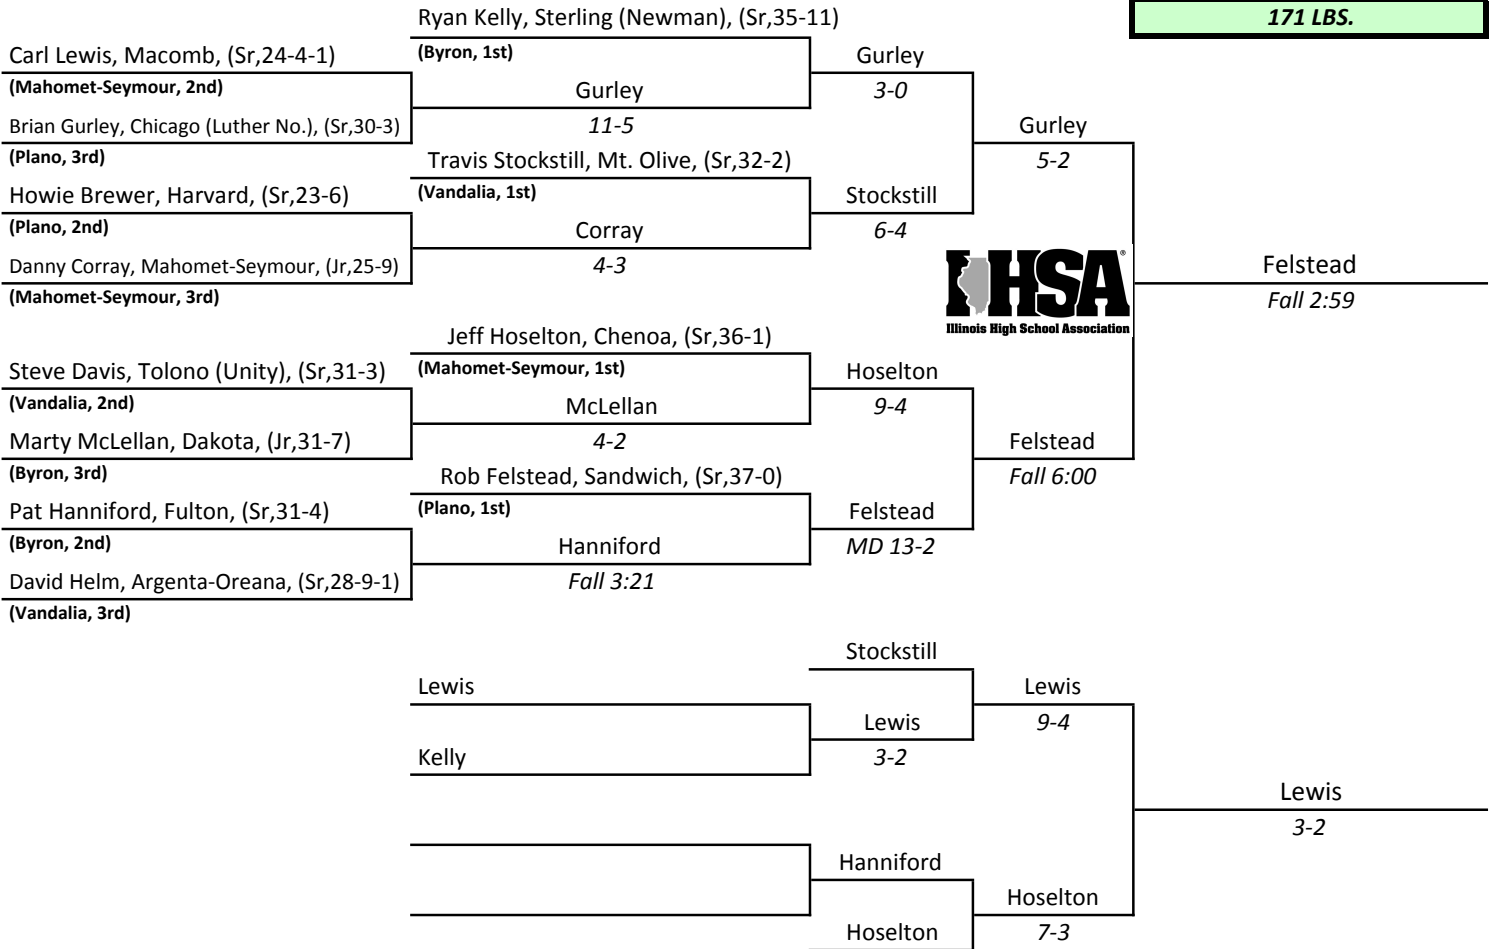 Ryan Kelly, Sterling (Newman), (Sr,35-11)
171 LBS.
Carl Lewis, Macomb, (Sr,24-4-1)
(Byron, 1st)
Gurley
(Mahomet-Seymour, 2nd)
Gurley
3-0
Brian Gurley, Chicago (Luther No.), (Sr,30-3)
11-5
Gurley
(Plano, 3rd)
Travis Stockstill, Mt. Olive, (Sr,32-2)
5-2
Howie Brewer, Harvard, (Sr,23-6)
(Vandalia, 1st)
Stockstill
(Plano, 2nd)
Corray
6-4
Danny Corray, Mahomet-Seymour, (Jr,25-9)
4-3
IHSA®
Felstead
(Mahomet-Seymour, 3rd)
Fall 2:59
Illinois High School Association
Jeff Hoselton, Chenoa, (Sr,36-1)
Steve Davis, Tolono (Unity), (Sr,31-3)
(Mahomet-Seymour, 1st)
Hoselton
(Vandalia, 2nd)
McLellan
9-4
Marty McLellan, Dakota, (Jr,31-7)
4-2
Felstead
(Byron, 3rd)
Rob Felstead, Sandwich, (Sr,37-0)
Fall 6:00
Pat Hanniford, Fulton, (Sr,31-4)
(Plano, 1st)
Felstead
(Byron, 2nd)
Hanniford
MD 13-2
David Helm, Argenta-Oreana, (Sr,28-9-1)
Fall 3:21
(Vandalia, 3rd)
Stockstill
Lewis
Lewis
Lewis
9-4
Kelly
3-2
Lewis
3-2
Hanniford
Hoselton
Hoselton
7-3